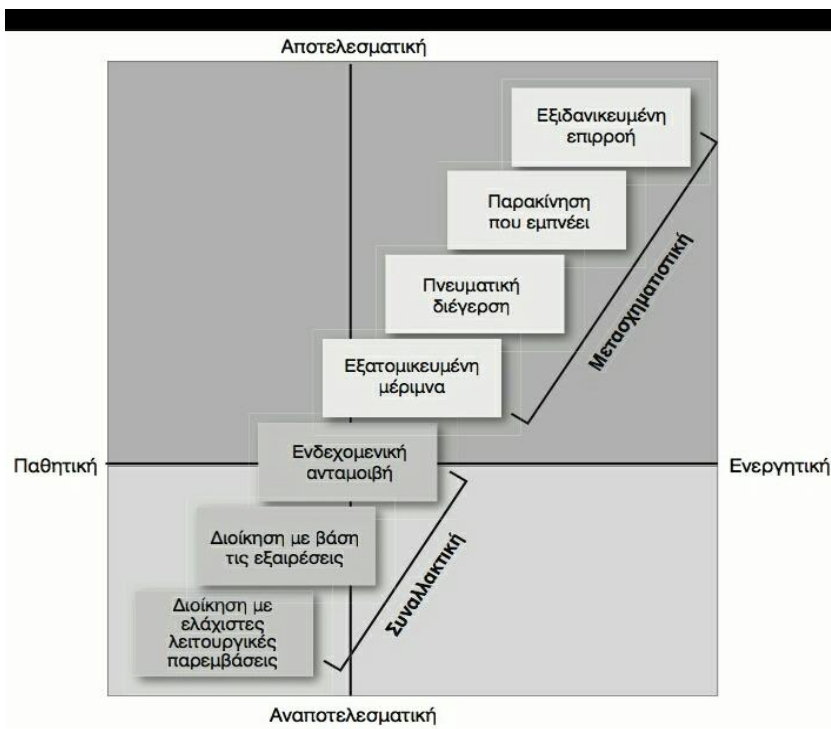 Αποτελεσματική
Εξιδανικευμένη
επιρροή
Παρακίνηση
που εμπνέει
Πνευματική
διέγερση
Μετασχηματιστική
Εξατομικευμένη
μέριμνα
Ενδεχομενική
ανταμοιβή
Παθητική
Ενεργητική
Διοίκηση με βάση
τις εξαιρέσεις
Συναλλακτική
Διοίκηση με
ελάχιστες
λειτουργικές
παρεμβάσεις
Αναποτελεσματική